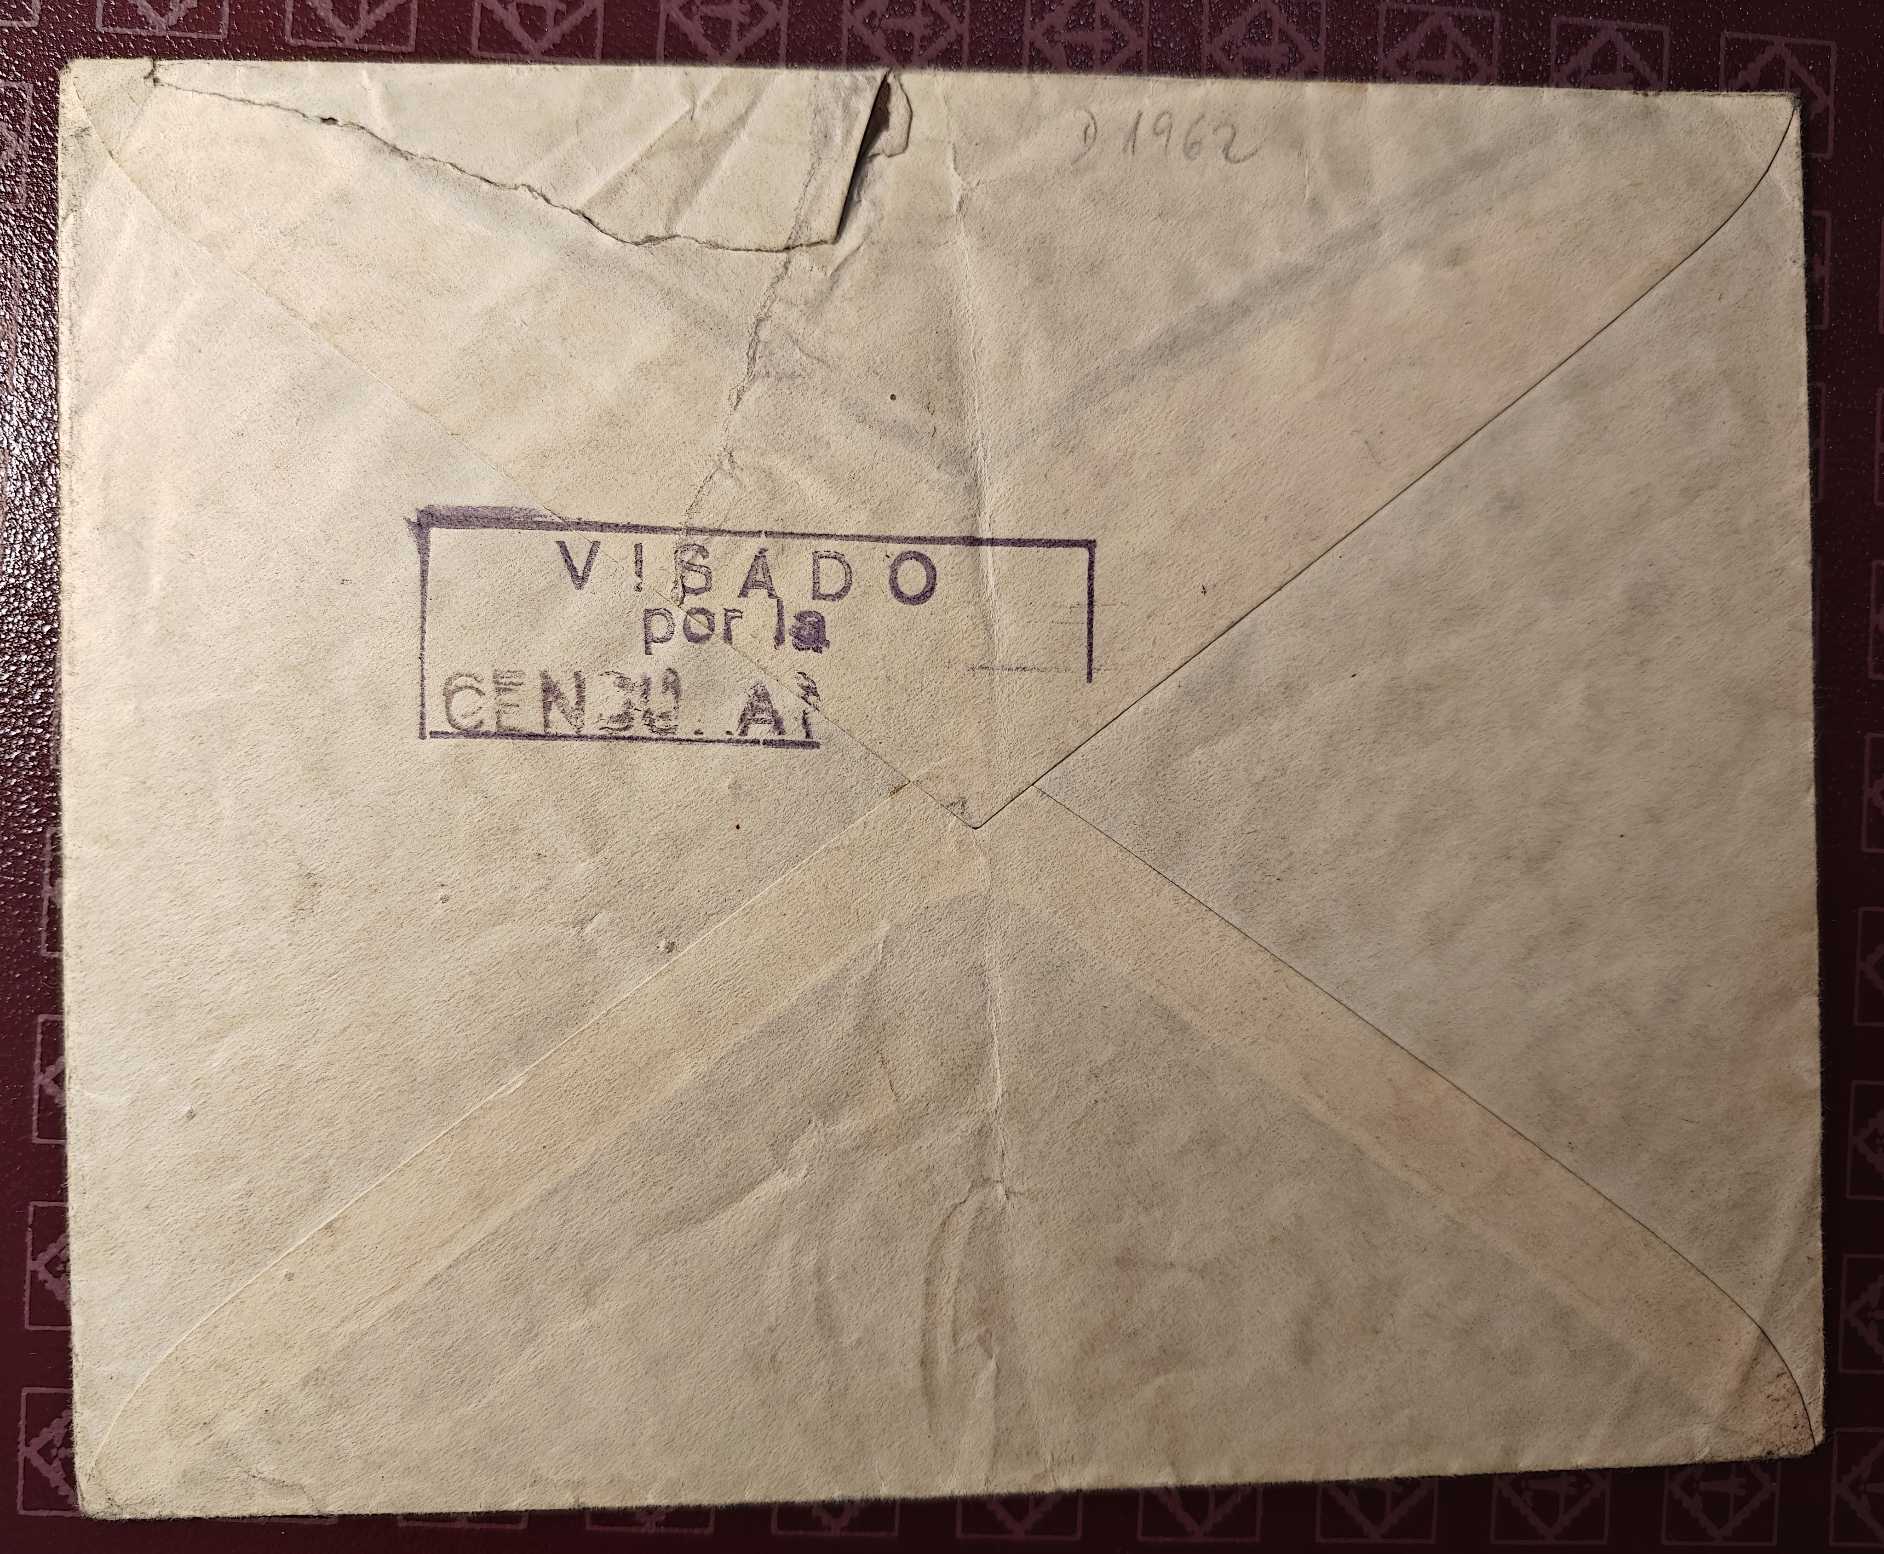 D 1962
VISADO
por la